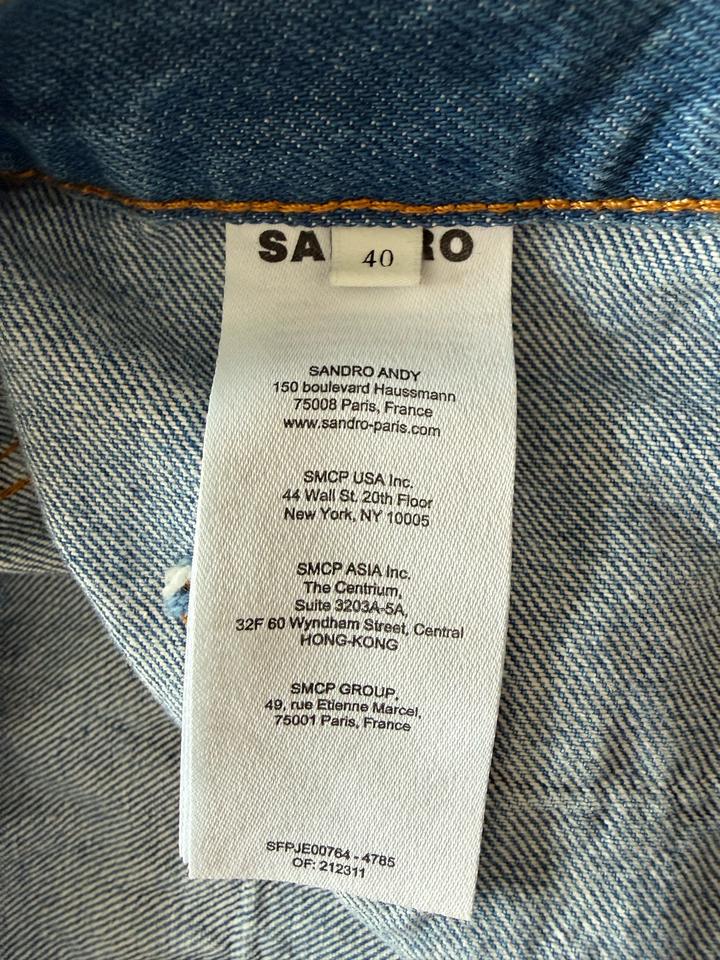 SA RO
40
SANDRO ANDY
150 boulevard Haussmann
75008 Paris, France
www.sandro-paris.com
SMCP USA Inc.
44 Wall St. 20th Floor
New York, NY 10005
SMCP ASIA Inc,
The Centrium,
Suite 3203A-5A,
32F 60 Wyndham Street, Central
HONG-KONG
SMCP GROUP,
49, rue Etienne Marcel,
75001 Paris, France
SFPJE00764 - 4785
OF: 212311